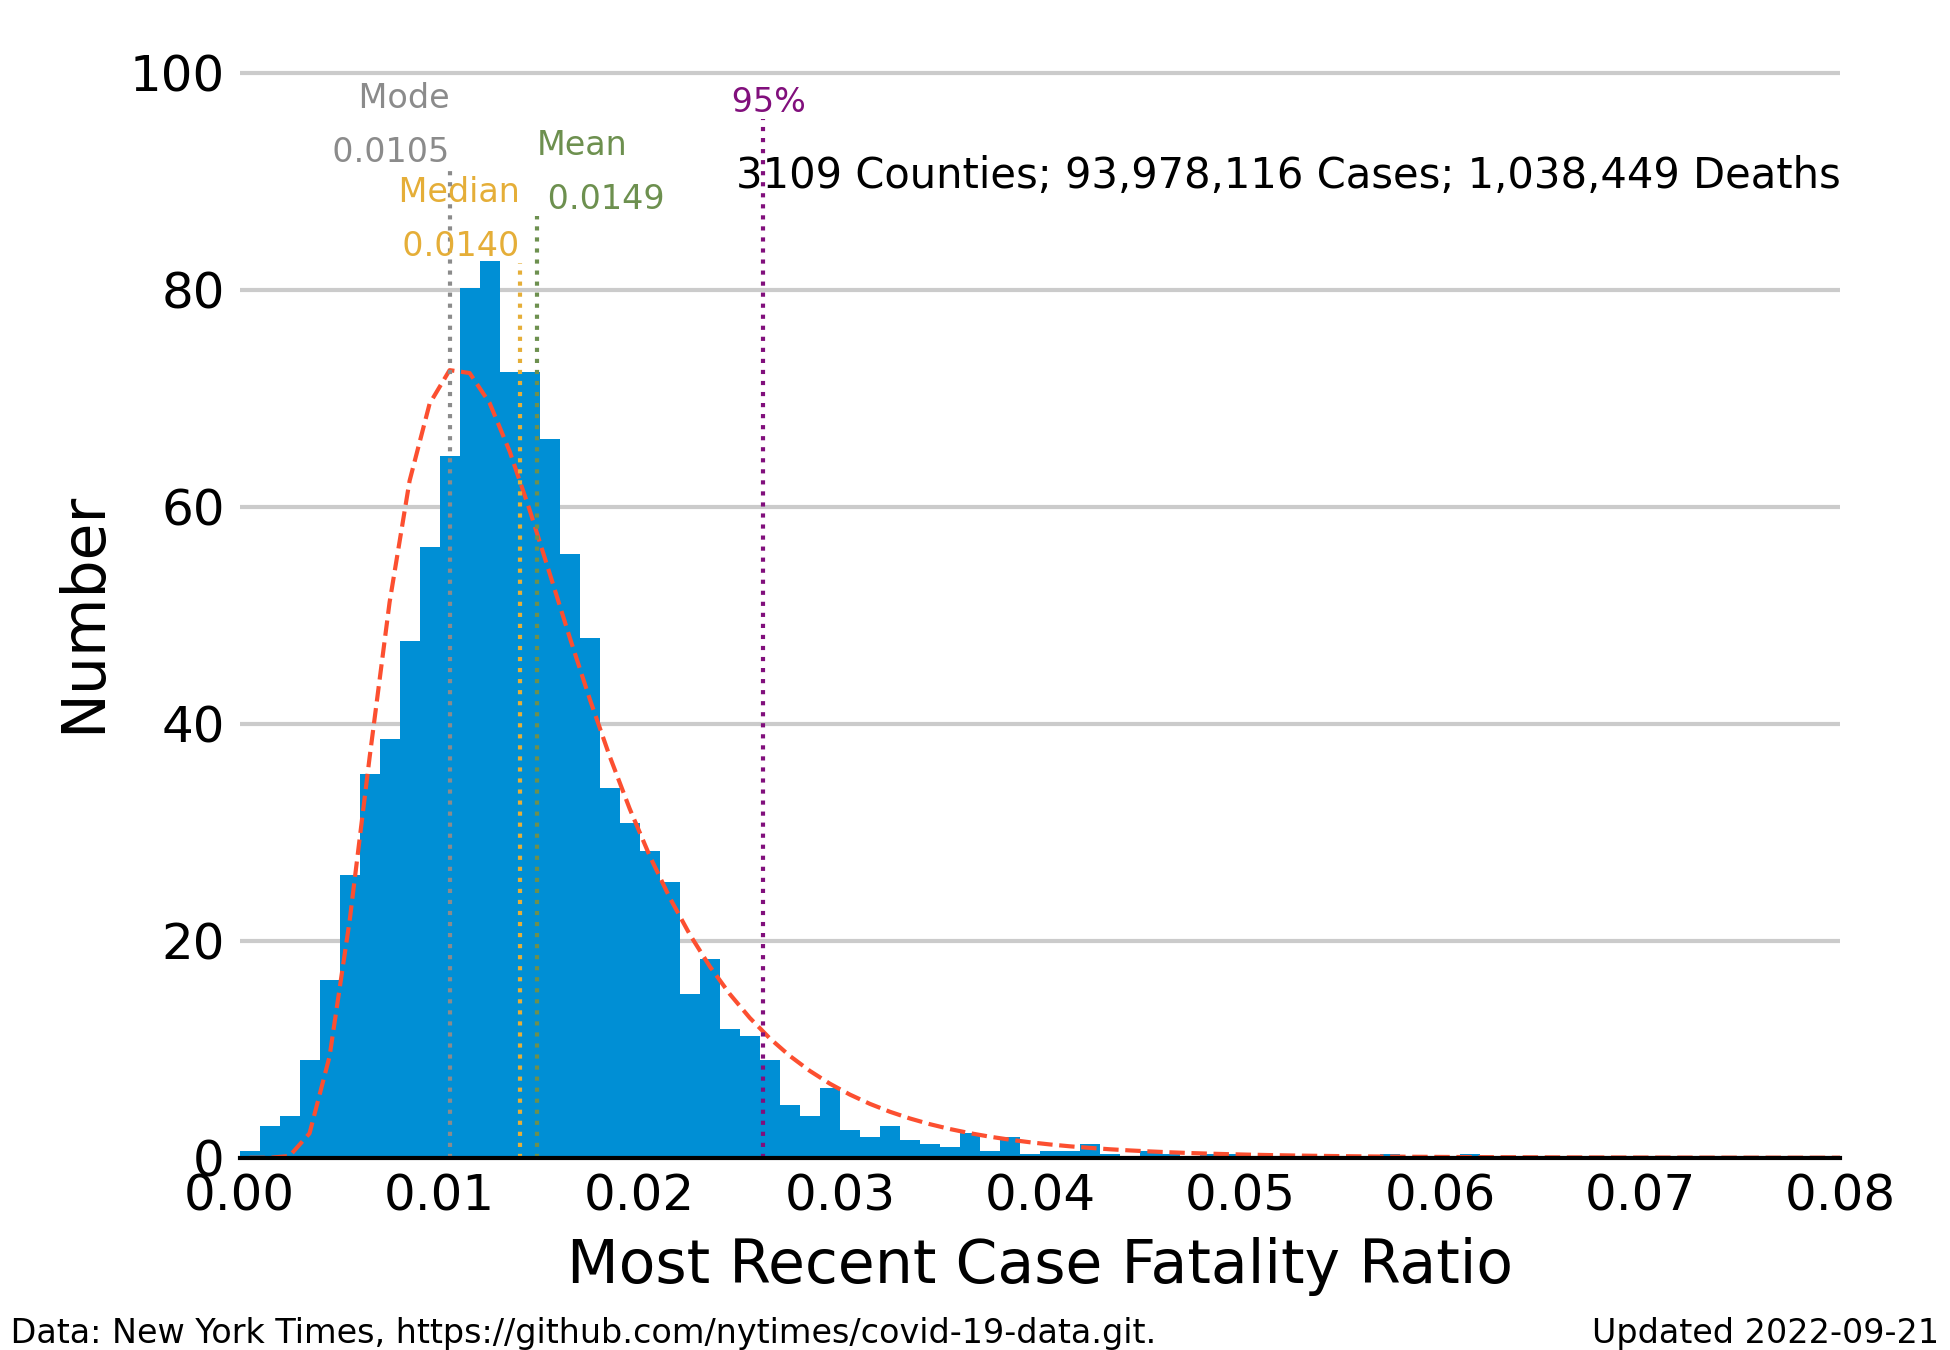 100
Mode
95%
0.0105
Mean
3109 Counties; 93,978,116 Cases; 1,038,449 Deaths
Median
0.0149
0.0140
80
60
Number
40
20
0
0.00 0.01 0.02 0.03 0.04 0.05 0.06 0.07 0.08
Most Recent Case Fatality Ratio
Data: New York Times, https://github.com/nytimes/covid-19-data.git.
Updated 2022-09-21